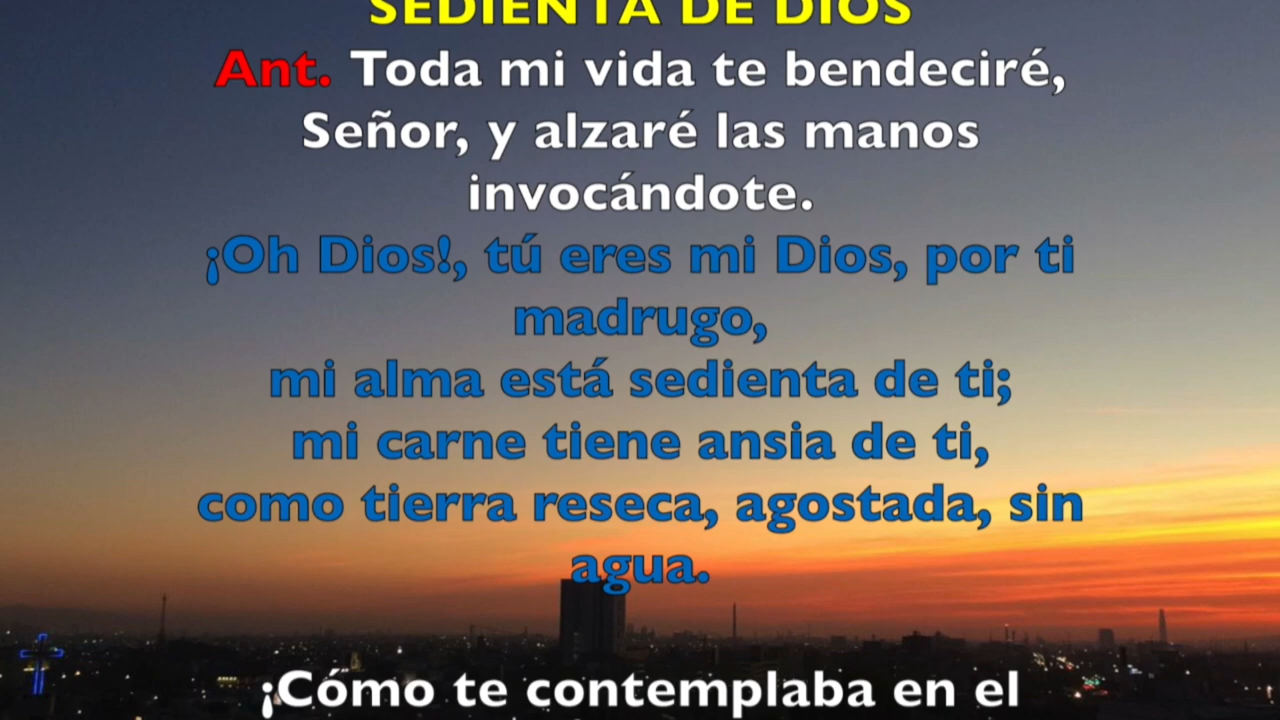 SEDIENTA DE DIOS
Ant. Toda mi vida te bendeciré,
Señor, y alzaré las manos
invocándote.
¡Oh Dios!, tú eres mi Dios, por ti
madrugo,
mi alma está sedienta de ti;
mi carne tiene ansia de ti,
como tierra reseca, agostada, sin
agua.
¡Cómo te contemplaba en el